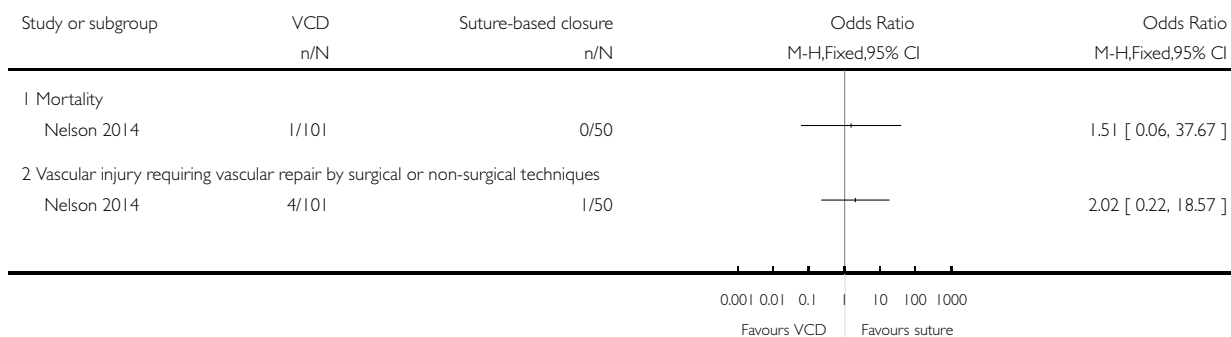 Study or subgroup VCD Suture-based closure Odds Ratio Odds Ratio
n/N n/N M-H,Fixed,95% CI M-H,Fixed,95% CI
1 Mortality
Nelson 2014 1/101 0/50 1.51 [ 0.06, 37.67 ]
2 Vascular injury requiring vascular repair by surgical or non-surgical techniques
Nelson 2014 4/101 1/50 2.02 [ 0.22, 18.57 ]
0.001 0.01 0.1 1 10 100 1000
Favours VCD Favours suture